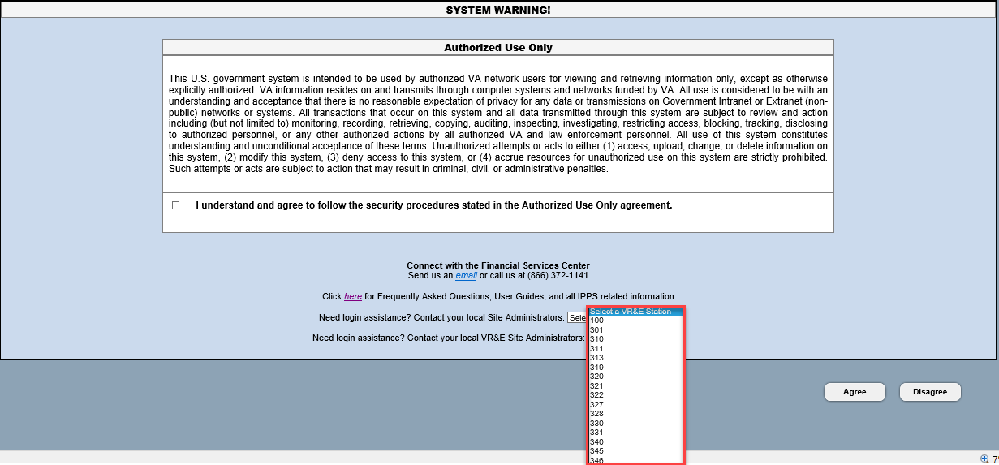 SYSTEM WARNING!
Authorized Use Only
This U.S. government system is intended to be used by authorized VA network users for viewing and retrieving information only, except as otherwise
explicitly authorized. VA information resides on and transmits through computer systems and networks funded by VA. All use is considered to be with an
understanding and acceptance that there is no reasonable expectation of privacy for any data or transmissions on Government Intranet or Extranet (non-
public) networks or systems. All transactions that occur on this system and all data transmitted through this system are subject to review and action
including (but not limited to) monitoring, recording, retrieving, copying, auditing, inspecting, investigating, restricting access, blocking, tracking, disclosing
to authorized personnel, or any other authorized actions by all authorized VA and law enforcement personnel. All use of this system constitutes
understanding and unconditional acceptance of these terms. Unauthorized attempts or acts to either (1) access, upload, change, or delete information on
this system, (2) modify this system, (3) deny access to this system, or (4) accrue resources for unauthorized use on this system are strictly prohibited.
Such attempts or acts are subject to action that may result in criminal, civil, or administrative penalties.
I understand and agree to follow the security procedures stated in the Authorized Use Only agreement.
Connect with the Financial Services Center
Send us an email or call us at (866) 372-1141
Click here for Frequently Asked Questions, User Guides, and all IPPS related information
Need login assistance? Contact your local Site Administrators: Sele
Need login assistance? Contact your local VR&E Site Administrators:
Select a VR&E Station
100
301
310
311
313
319
320
321
322
327
328
330
331
340
345
346
Agree
Disagree